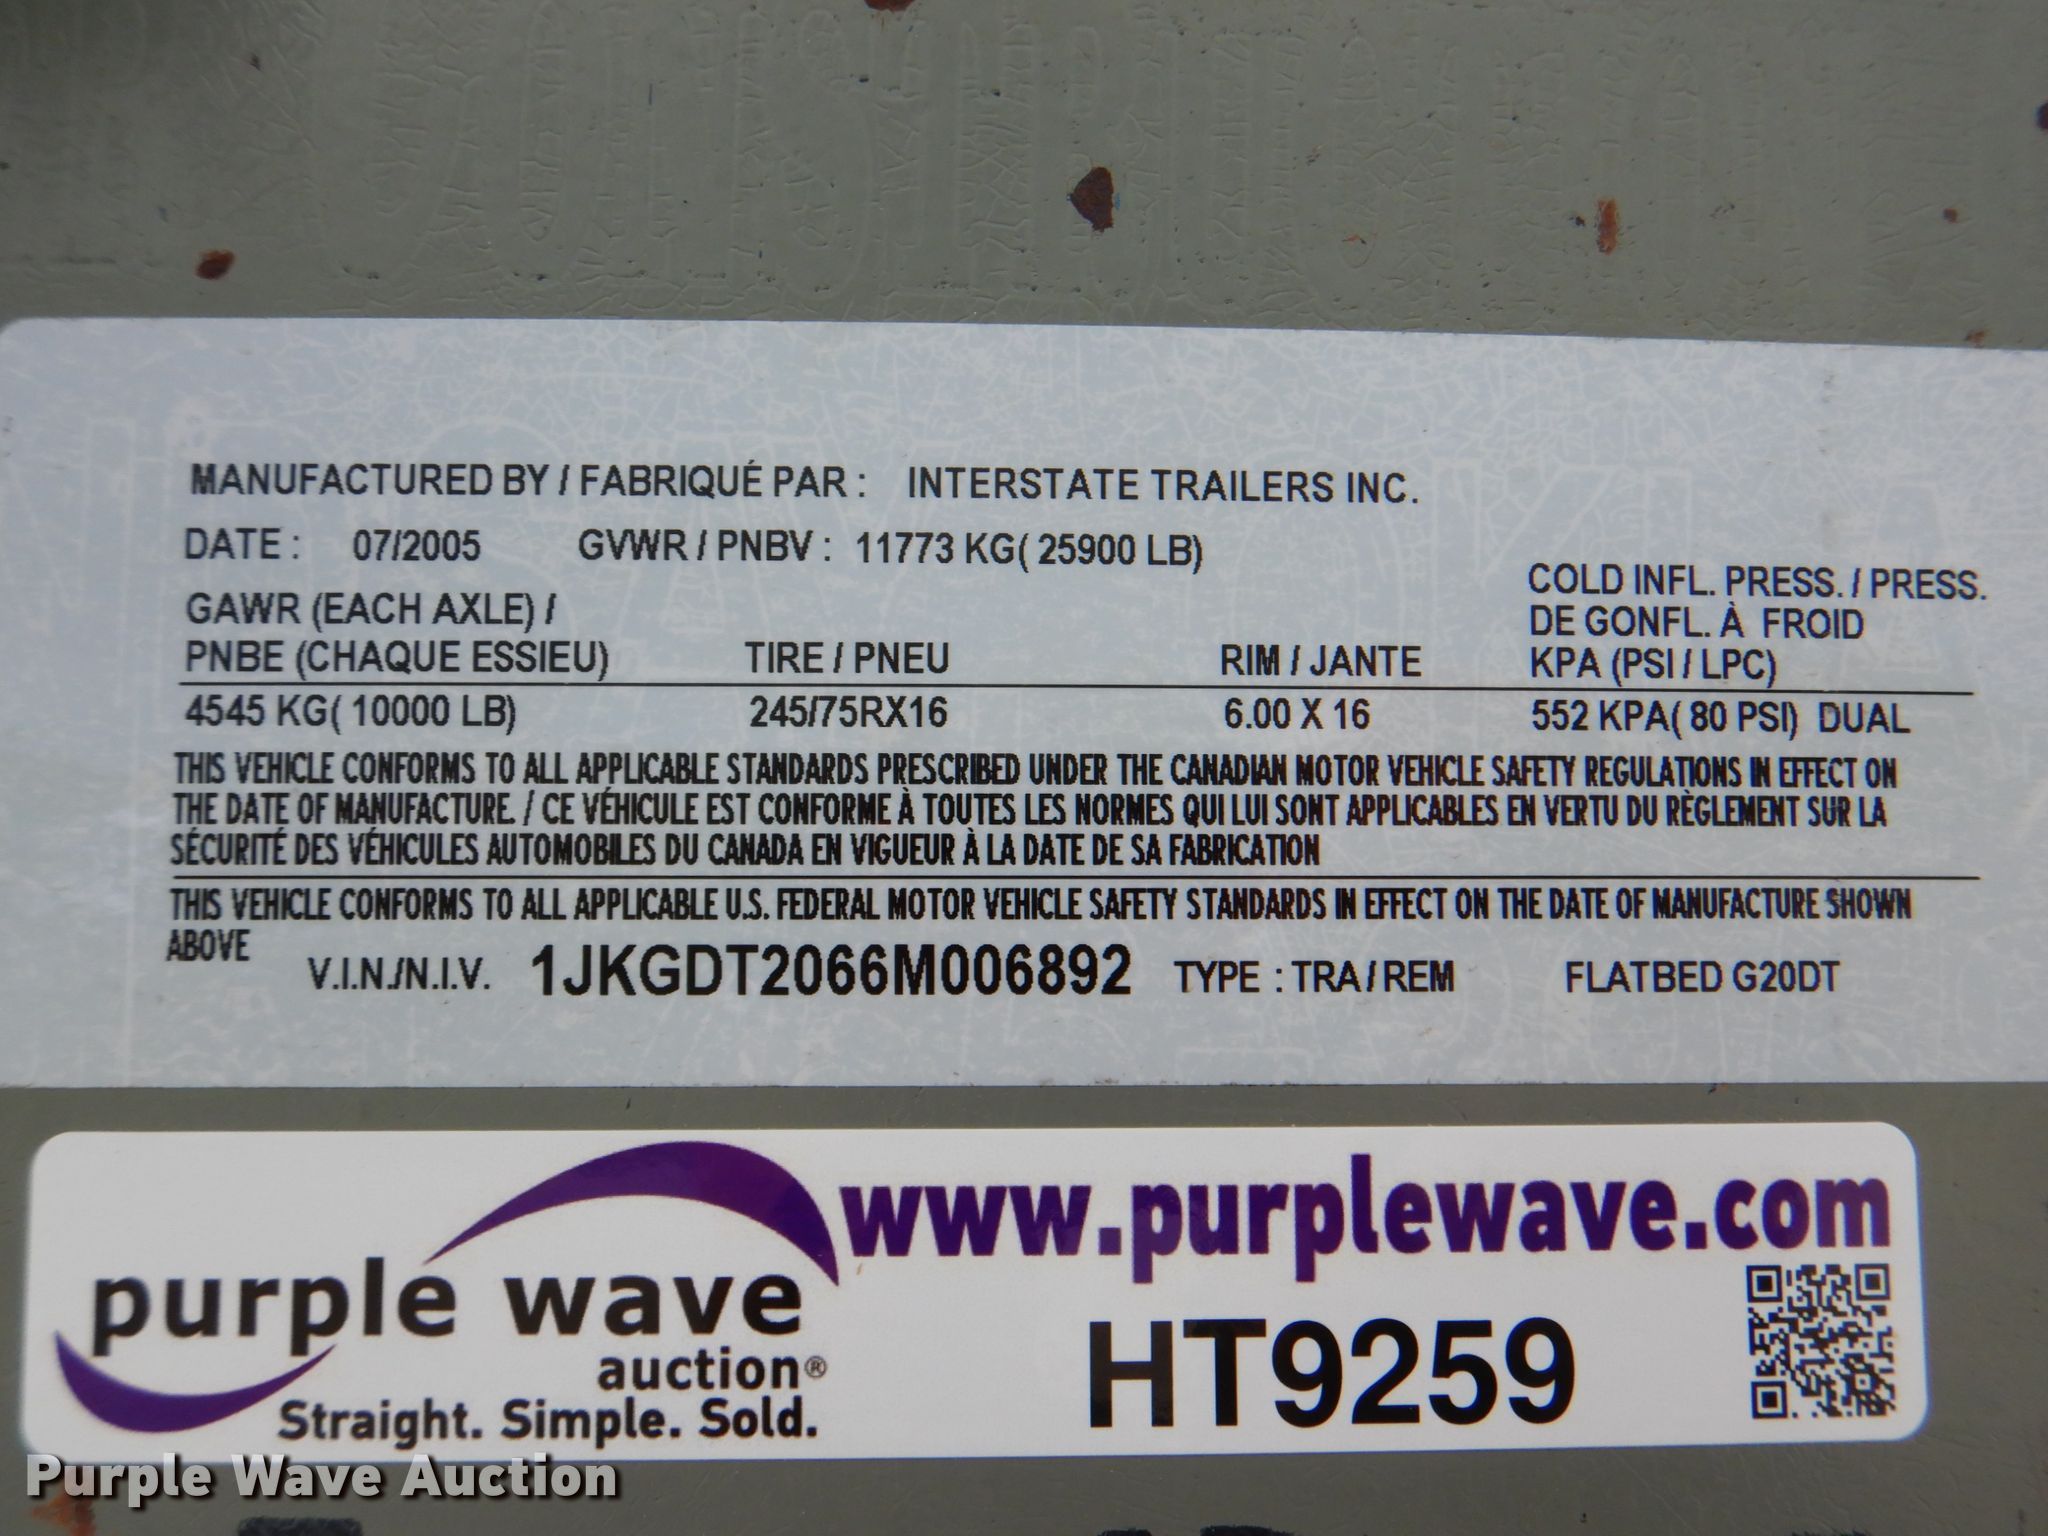 MANUFACTURED BY / FABRIQUÉ PAR : INTERSTATE TRAILERS INC.
DATE : 07/2005 GVWR / PNBV : 11773 KG( 25900 LB)
GAWR (EACH AXLE) /
PNBE (CHAQUE ESSIEU) TIRE / PNEU RIM / JANTE
COLD INFL. PRESS. / PRESS.
DE GONFL. À FROID
KPA (PSI / LPC)
4545 KG( 10000 LB) 245/75RX16 6.00 X 16 552 KPA( 80 PSI) DUAL
THIS VEHICLE CONFORMS TO ALL APPLICABLE STANDARDS PRESCRIBED UNDER THE CANADIAN MOTOR VEHICLE SAFETY REGULATIONS IN EFFECT ON
THE DATE OF MANUFACTURE. / CE VÉHICULE EST CONFORME À TOUTES LES NORMES QUI LUI SONT APPLICABLES EN VERTU DU RÈGLEMENT SUR LA
SÉCURITÉ DES VÉHICULES AUTOMOBILES DU CANADA EN VIGUEUR À LA DATE DE SA FABRICATION
THIS VEHICLE CONFORMS TO ALL APPLICABLE U.S. FEDERAL MOTOR VEHICLE SAFETY STANDARDS IN EFFECT ON THE DATE OF MANUFACTURE SHOWN
ABOVE
V.I.N./N.I.V. 1JKGDT2066M006892 TYPE : TRA / REM FLATBED G20DT
www.purplewave.com
purple wave
auction®
Straight. Simple. Sold.
HT9259
Purple Wave Auction